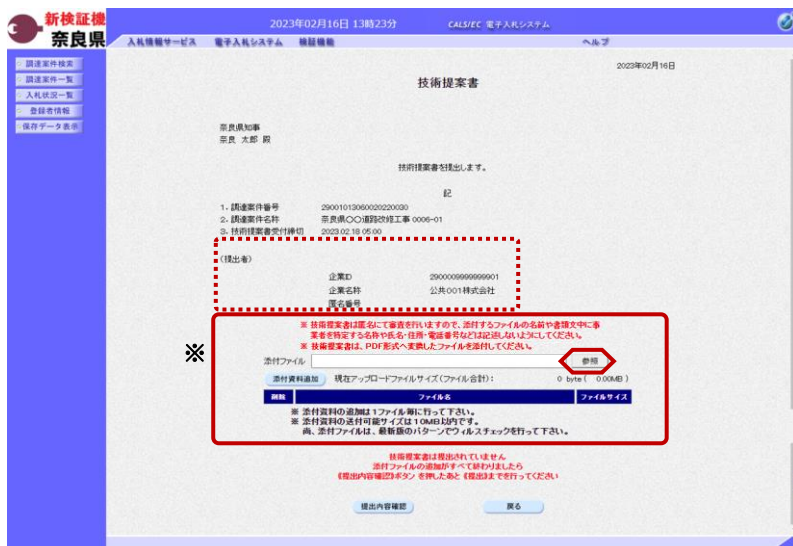 新検証機
奈良県
2023年02月16日 13時23分
CALS/EC 電子入札システム
入札情報サービス 電子入札システム 検証機能 ヘルプ
調達案件検索
調達案件一覧
入札状況一覧
登録者情報
保存データ表示
2023年02月16日
技術提案書
奈良県知事
奈良 太郎 殿
技術提案書を提出します。
記
1. 調達案件番号 29001013060020220030
2. 調達案件名称 奈良県〇〇道路改修工事 0006-01
3. 技術提案書受付締切 2023.02.18 05:00
(提出者)
企業ID 2900009999999901
企業名称 公共001株式会社
匿名番号
※ 技術提案書は匿名にて審査を行いますので、添付するファイルの名前や書類文中に事
業者を特定する名称や氏名・住所・電話番号などは記述しないようにしてください。
※ 技術提案書は、PDF形式へ変換したファイルを添付してください。
※
添付ファイル 参照
添付資料追加 現在アップロードファイルサイズ(ファイル合計): 0 byte ( 0.00MB )
削除 ファイル名 ファイルサイズ
※ 添付資料の追加は1ファイル毎に行って下さい。
※ 添付資料の送付可能サイズは10MB以内です。
尚、添付ファイルは、最新版のパターンでウィルスチェックを行って下さい。
技術提案書は提出されていません
添付ファイルの追加がすべて終わりましたら
《提出内容確認》ボタンを押したあと《提出》まで行ってください
提出内容確認 戻る